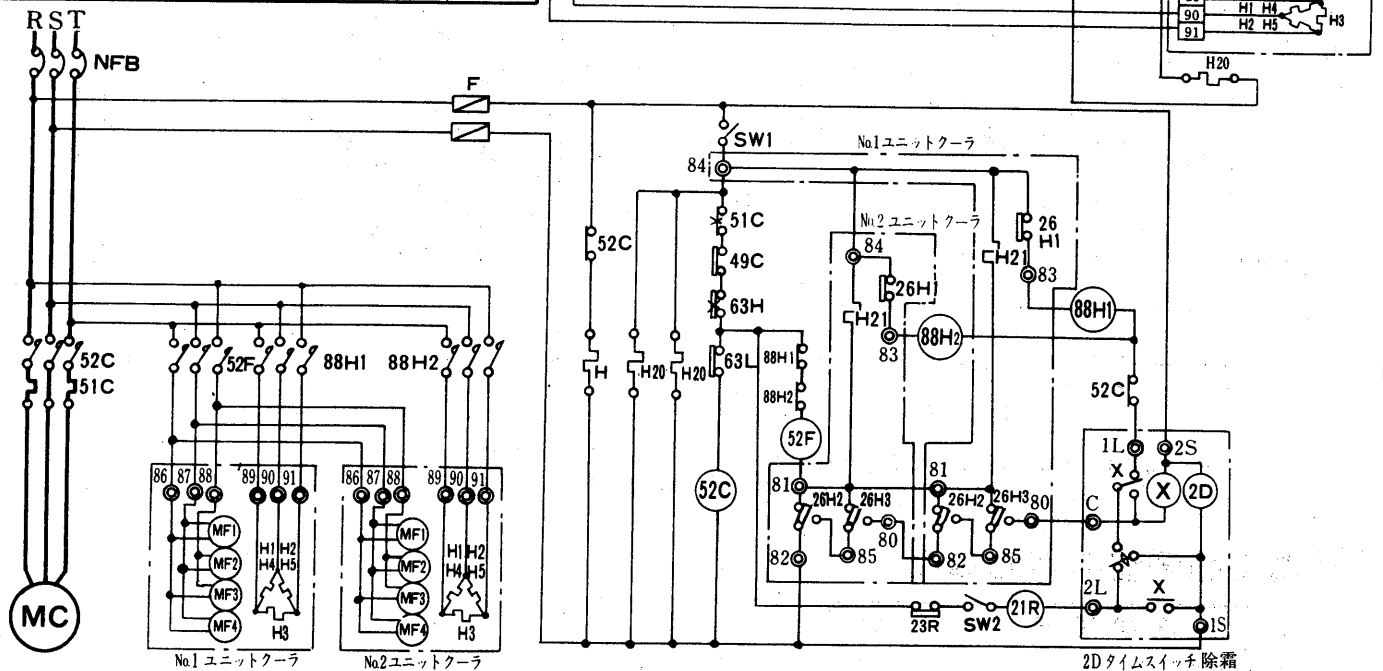 90 H1 H4 H3
91 H2 H5
H20
R S T
NFB
F
SW1
No.1ユニットクーラ
84
51C
52C
49C
63H
No.2ユニットクーラ
84
26H1
H21
83
88H2
H21
26
H1
83
88H1
52C
51C
52F
88H1
88H2
H
H20
H20
63L
88H1
88H2
52F
52C
52C
1L
2S
X
X
2D
81
26H2
26H3
81
26H2
26H3
80
C
80
82
85
82
85
2L
X
1S
23R
SW2
21R
86 87 88 89 90 91
86 87 88 89 90 91
MF1
MF2
MF3
MF4
H1 H2
H4 H5
H3
MF1
MF2
MF3
MF4
H1 H2
H4 H5
H3
MC
No.1ユニットクーラ
No.2ユニットクーラ
2Dタイムスイッチ除霜